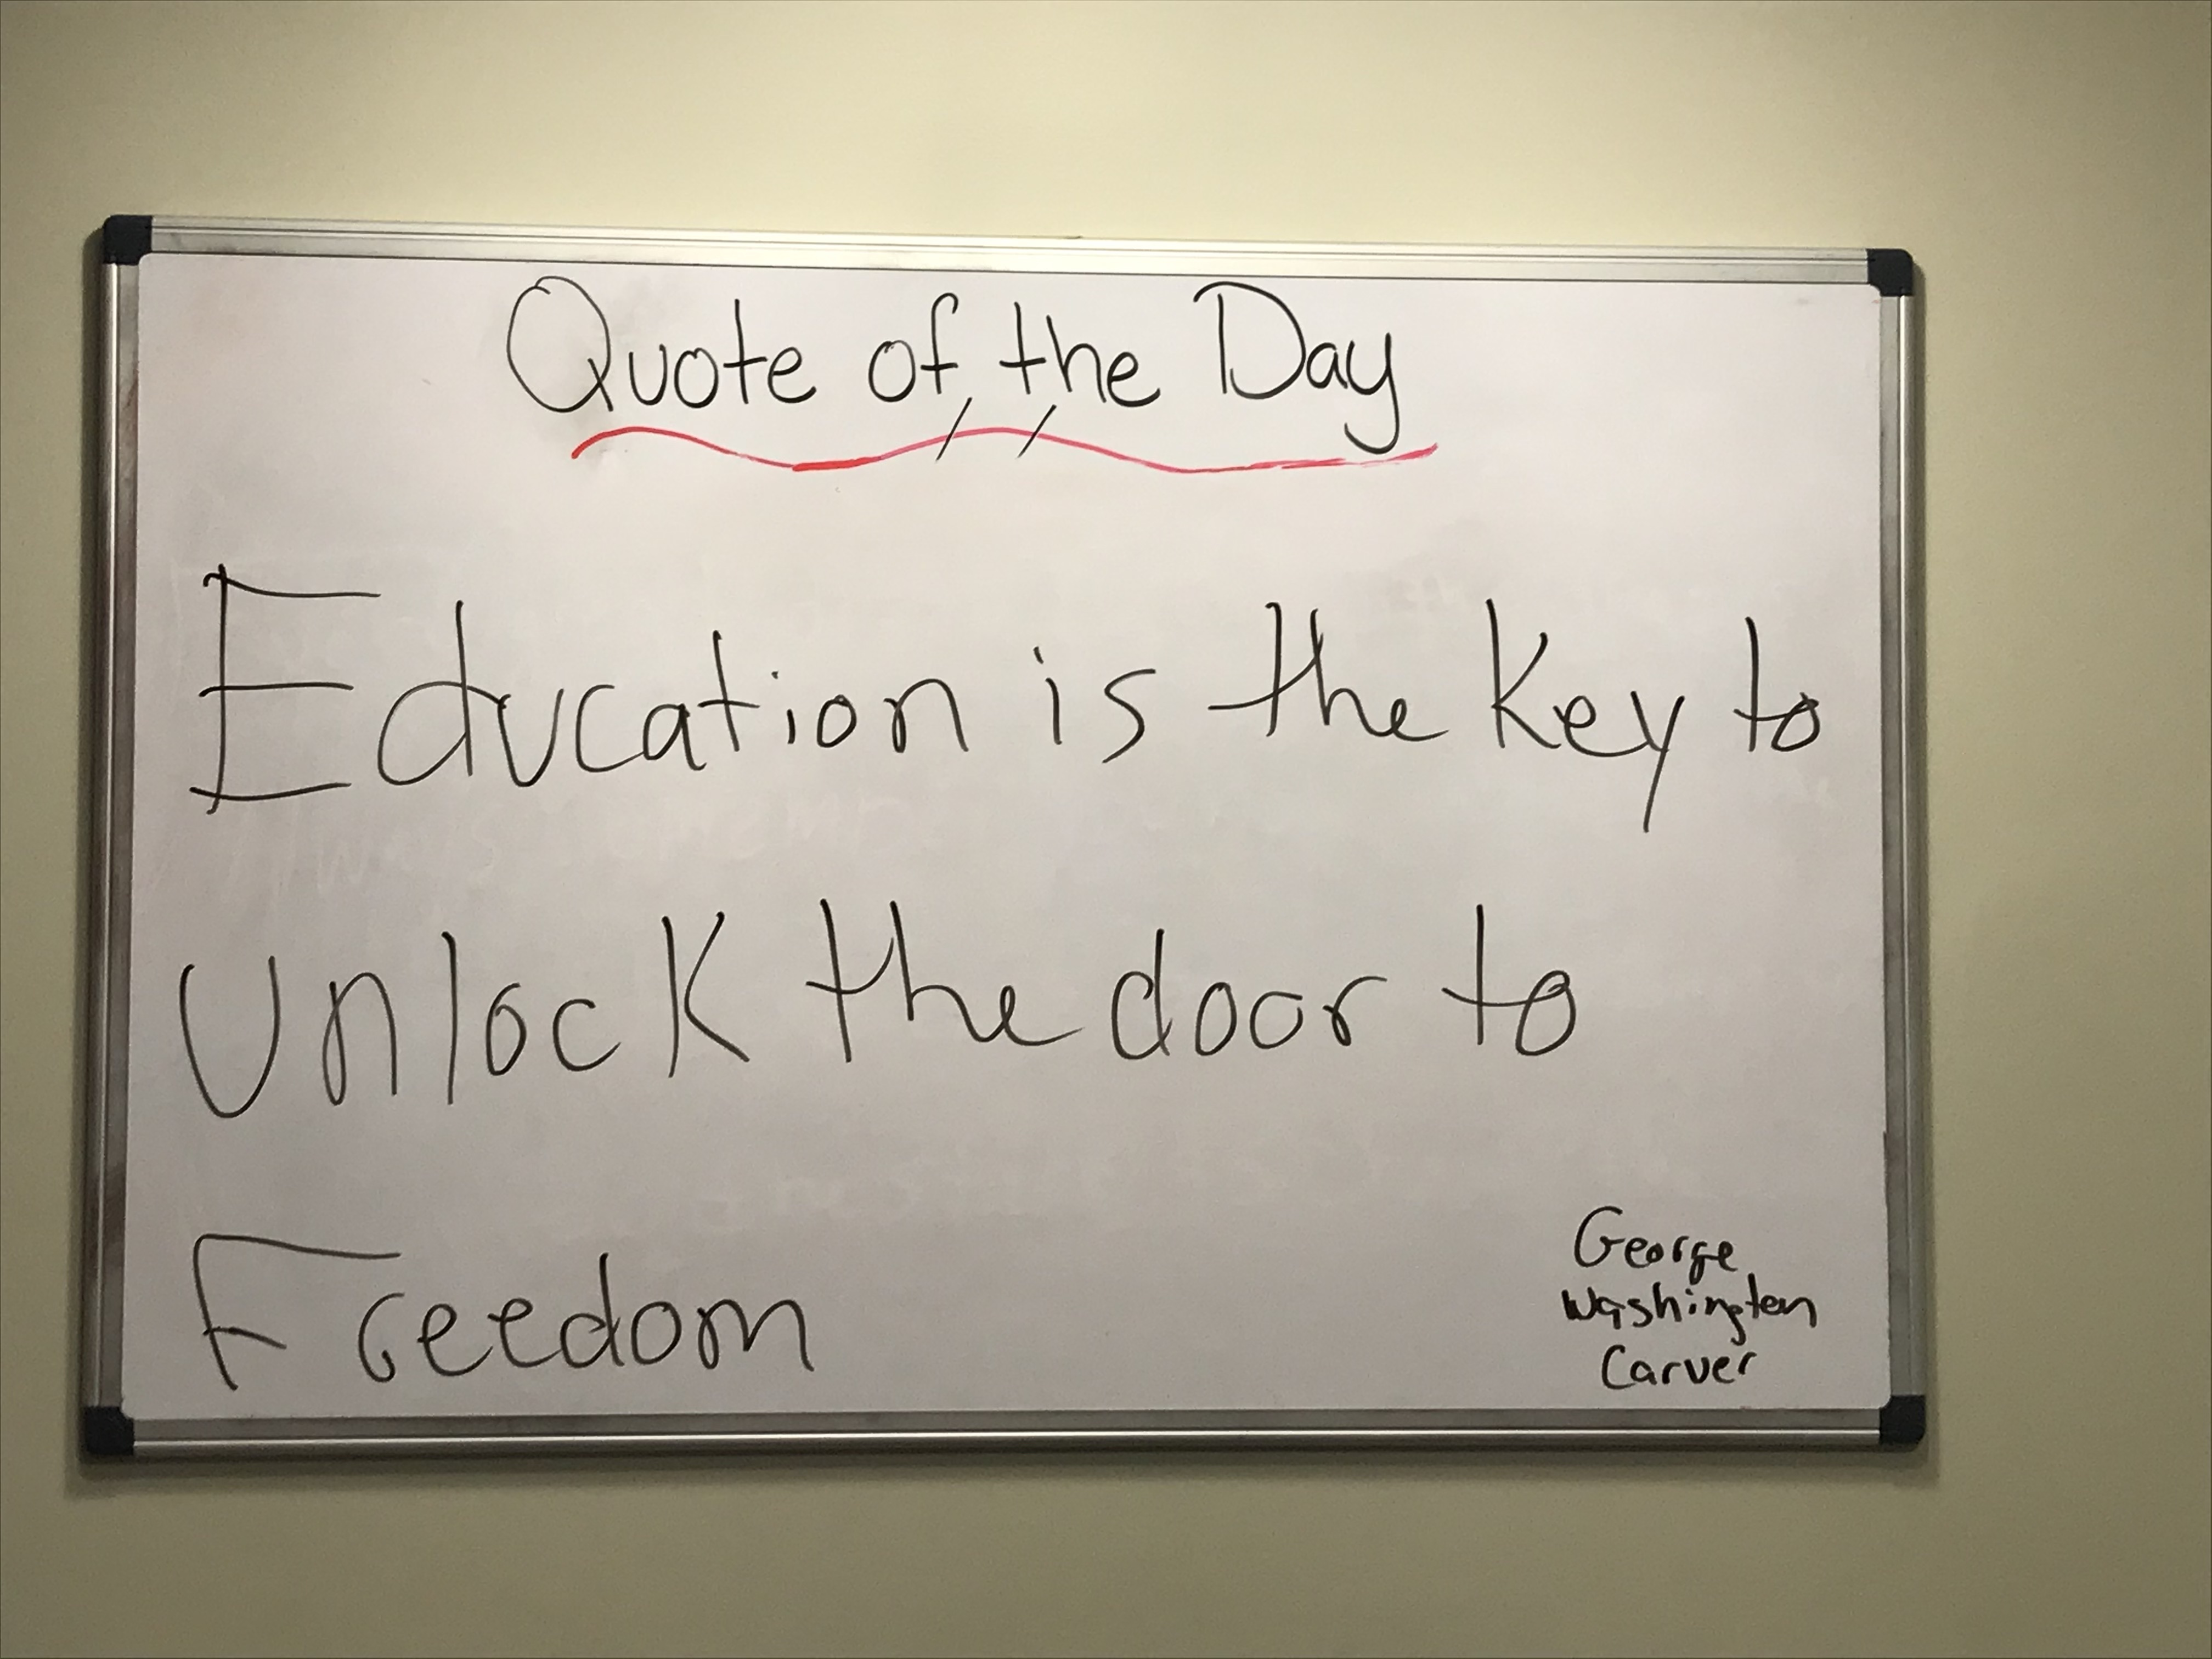 Quote of the Day
Education is the key to
Unlock the door to
Freedom
George
Washington
Carver